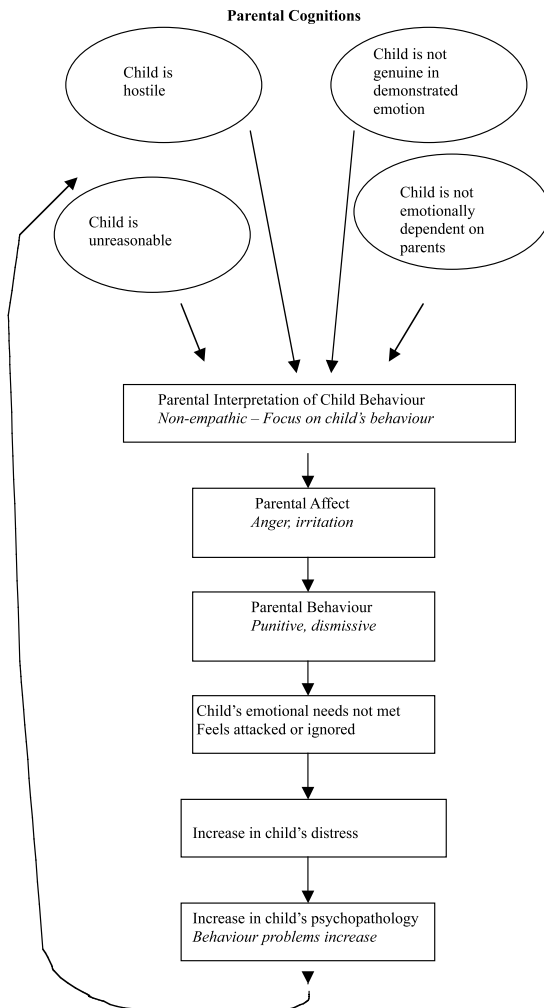 Parental Cognitions
Child is
hostile
Child is not
genuine in
demonstrated
emotion
Child is
unreasonable
Child is not
emotionally
dependent on
parents
Parental Interpretation of Child Behaviour
Non-empathic – Focus on child's behaviour
Parental Affect
Anger, irritation
Parental Behaviour
Punitive, dismissive
Child's emotional needs not met
Feels attacked or ignored
Increase in child's distress
Increase in child's psychopathology
Behaviour problems increase